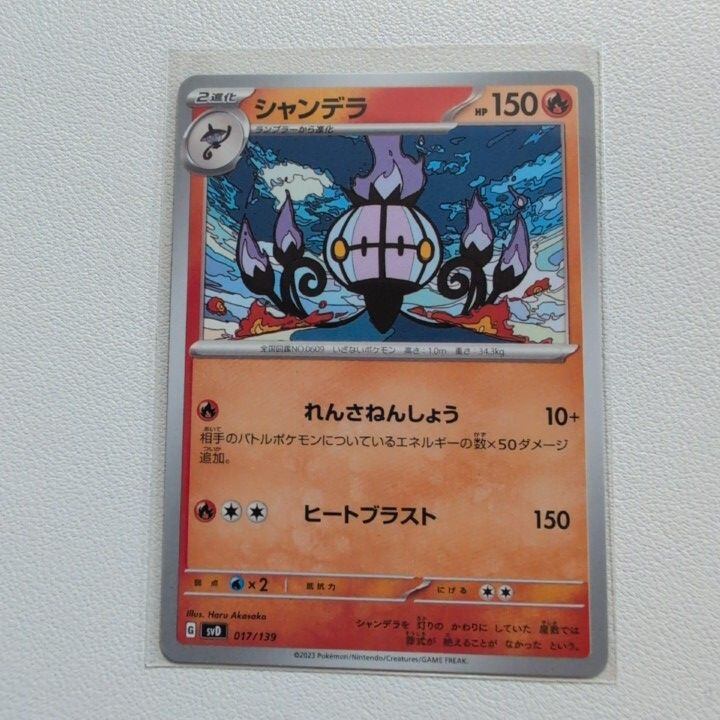 2進化
シャンデラ
HP 150
ランプラーから進化
全国図鑑NO.0609 いざないポケモン 高さ：1.0m 重さ：34.3kg
れんさねんしょう 10+
相手のバトルポケモンについているエネルギーの数×50ダメージ
追加。
ヒートブラスト 150
弱点 ×2 抵抗力 にげる
Illus. Haru Akasaka
G svD 017/139
シャンデラを 灯りの かわりに していた 屋敷では
葬式が 絶えることが なかった という。
©2023 Pokémon/Nintendo/Creatures/GAME FREAK.